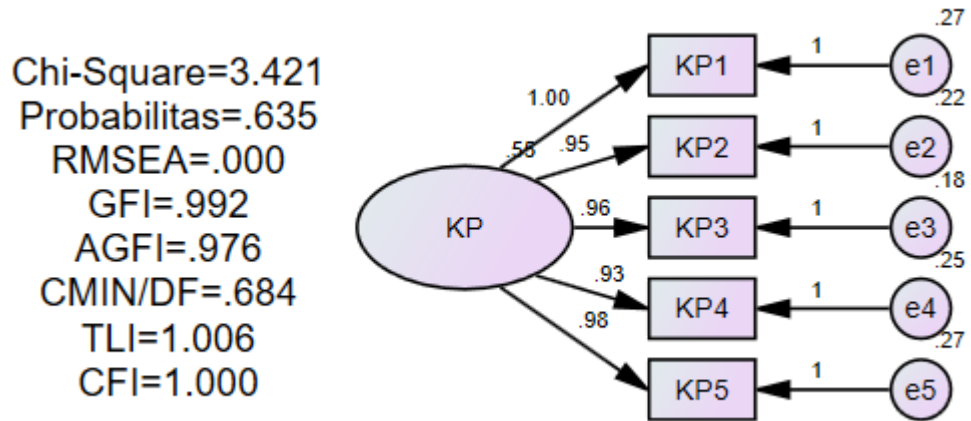 Chi-Square=3.421
Probabilitas=.635
RMSEA=.000
GFI=.992
AGFI=.976
CMIN/DF=.684
TLI=1.006
CFI=1.000
KP
.55
1.00
KP1
1
e1
.27
.95
KP2
1
e2
.22
.96
KP3
1
e3
.18
.93
KP4
1
e4
.25
.98
KP5
1
e5
.27